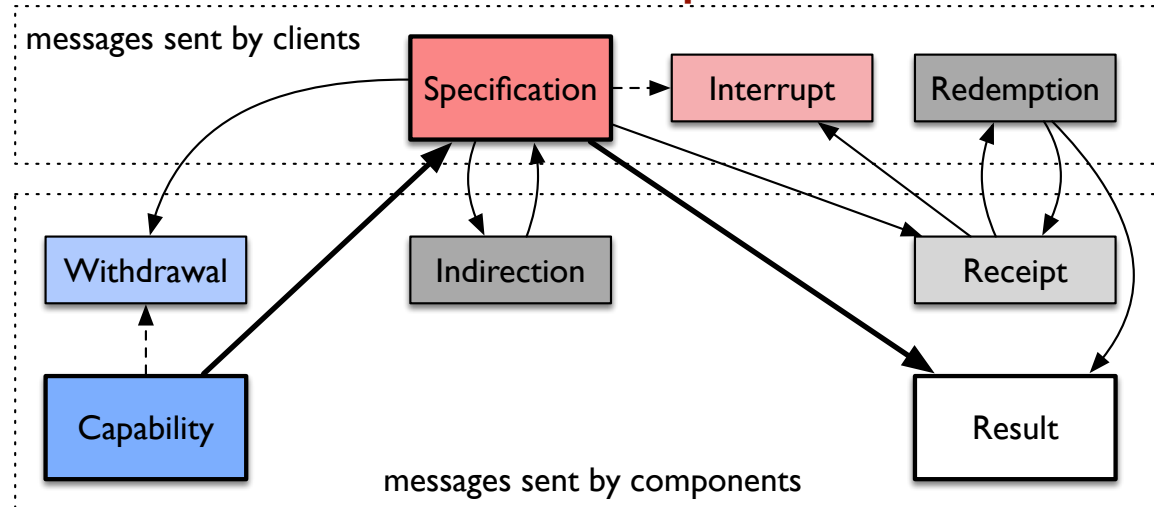 messages sent by clients
Specification
Interrupt
Redemption
Withdrawal
Indirection
Receipt
Capability
Result
messages sent by components